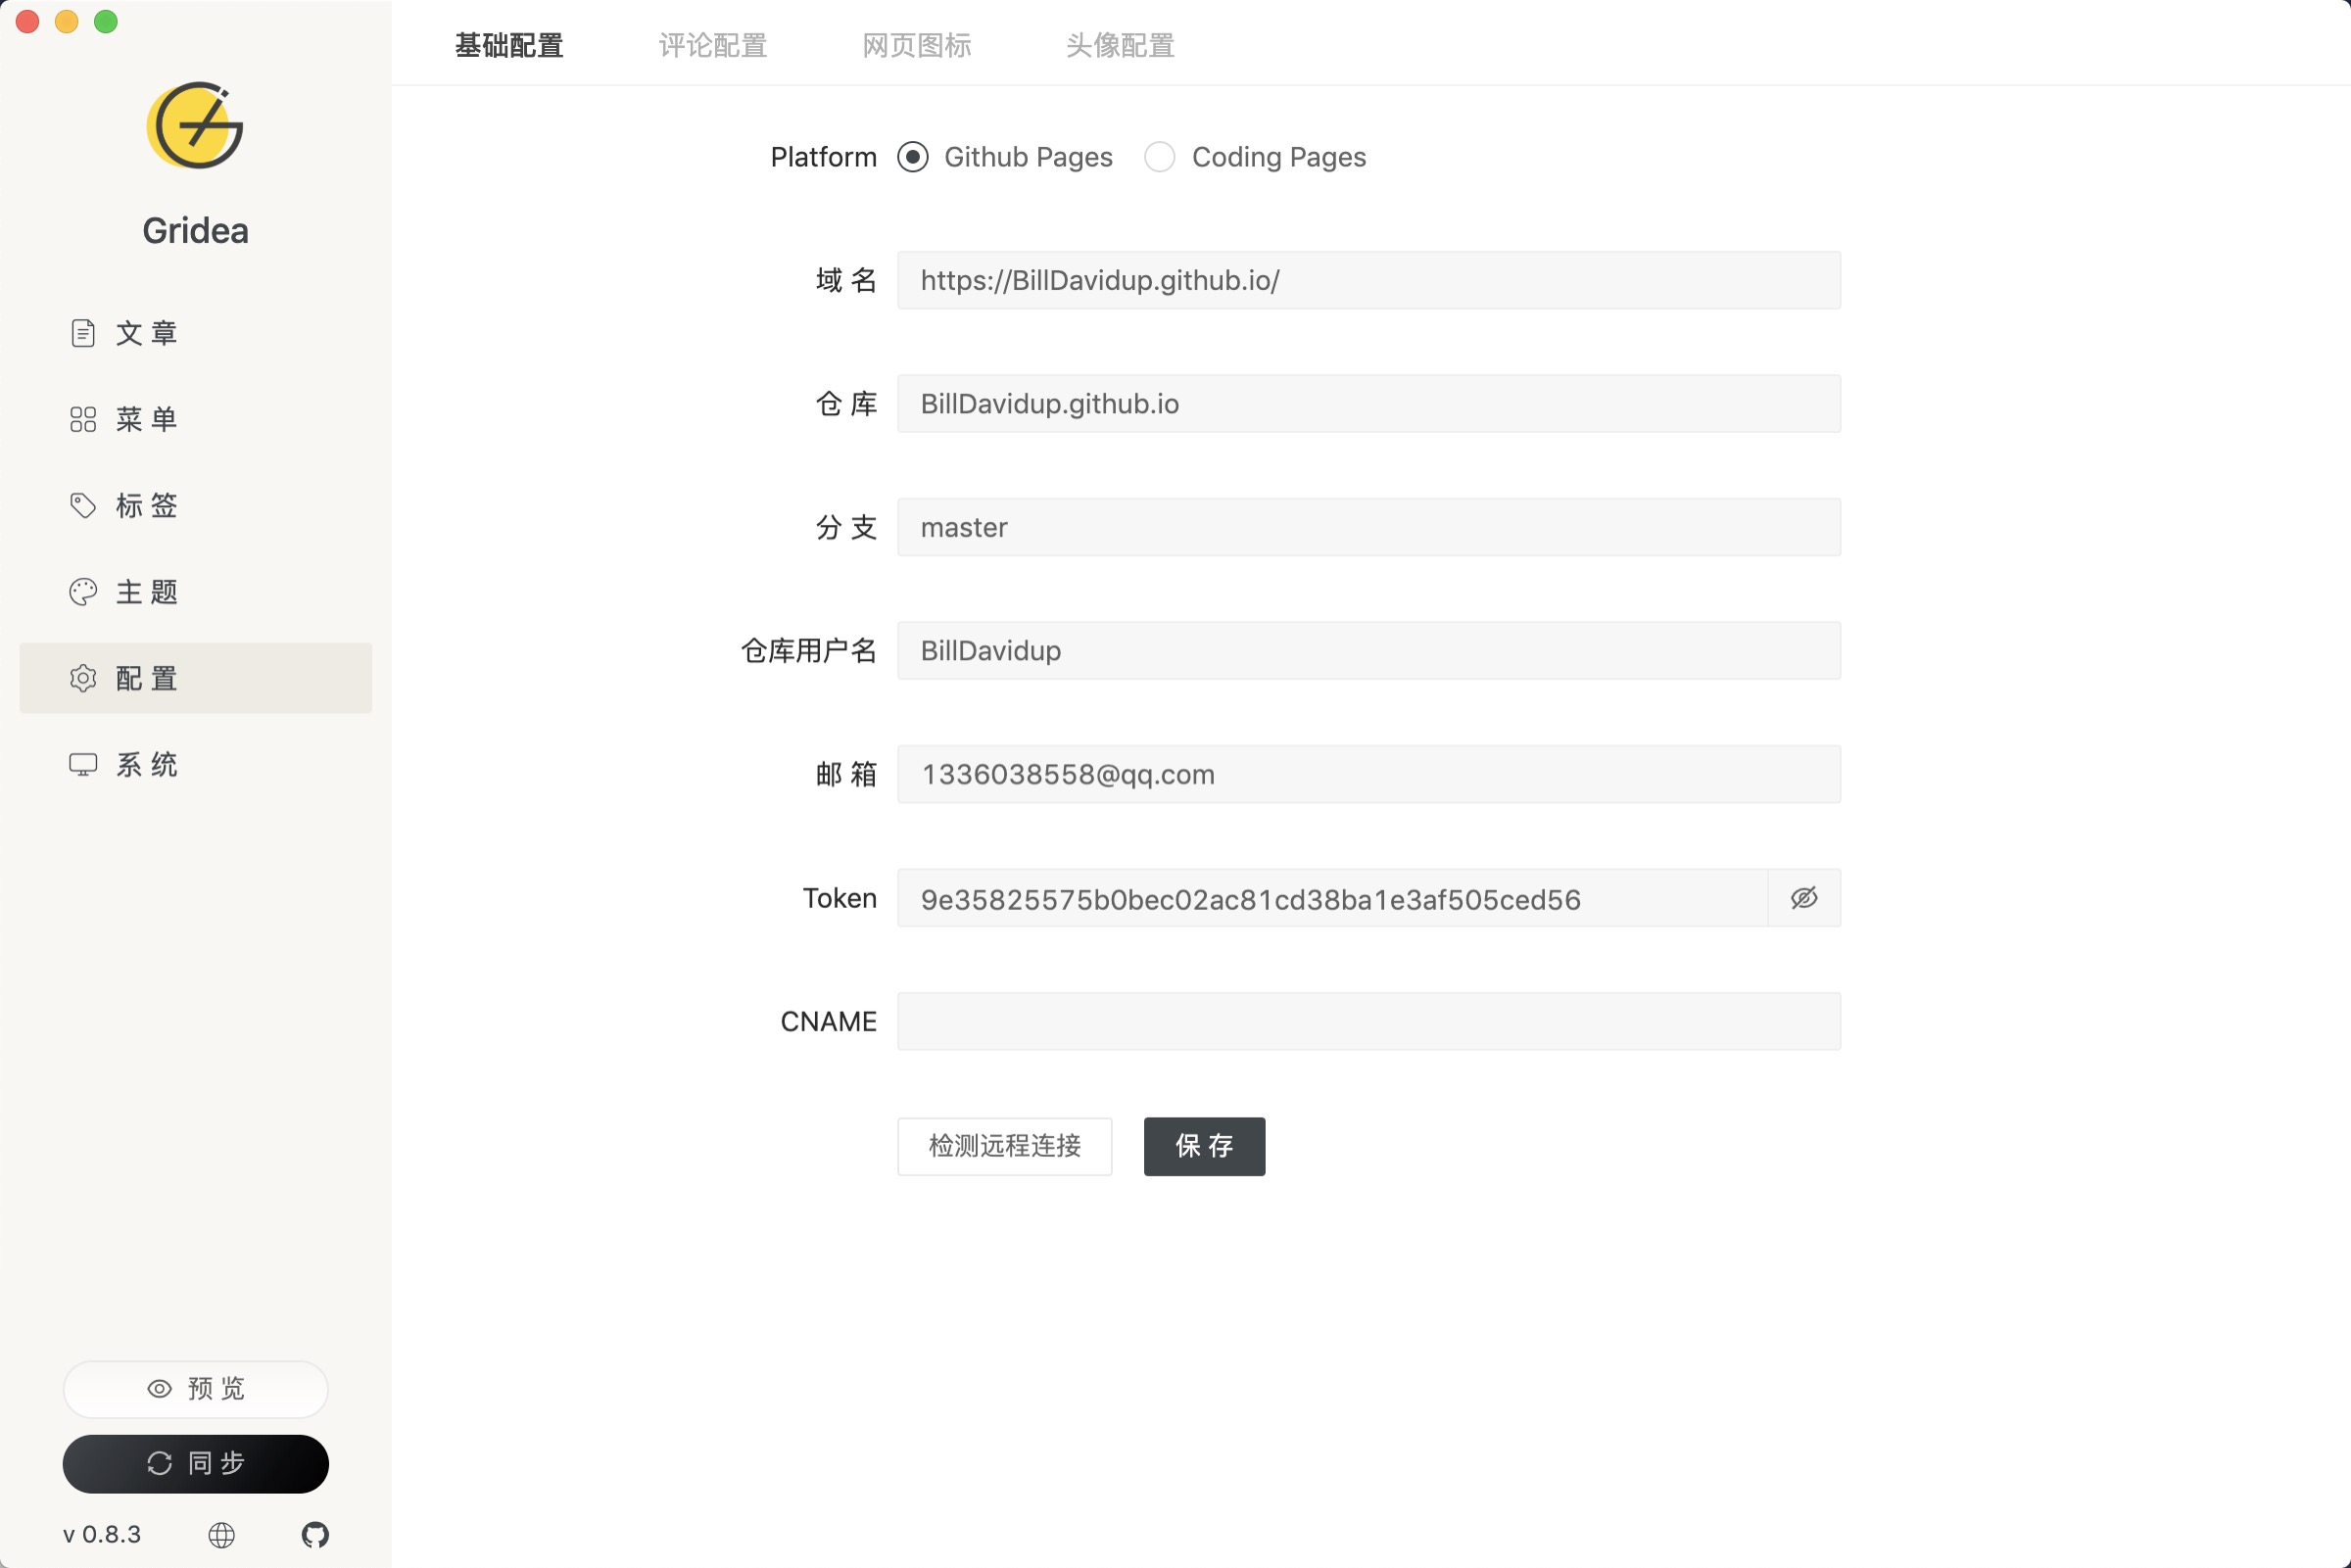 基础配置 评论配置 网页图标 头像配置
Gridea
文章
菜单
标签
主题
配置
系统
预览
同步
v 0.8.3
Platform Github Pages Coding Pages
域名 https://BillDavidup.github.io/
仓库 BillDavidup.github.io
分支 master
仓库用户名 BillDavidup
邮箱 1336038558@qq.com
Token 9e35825575b0bec02ac81cd38ba1e3af505ced56
CNAME
检测远程连接 保存